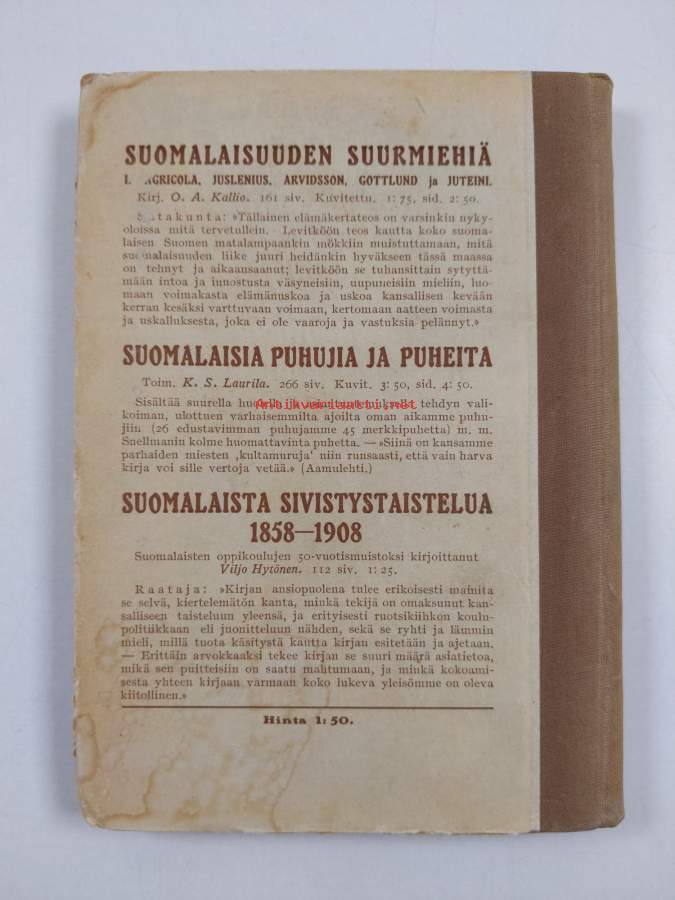 SUOMALAISUUDEN SUURMIEHIÄ
I. AGRICOLA, JUSLENIUS, ARVIDSSON, GOTTLUND ja JUTEINI.
Kirj. O. A. Kallio. 161 siv. Kuvitettu. 1: 75, sid. 2: 50.
Satakunta: »Tällainen elämäkertateos on varsinkin nyky-
oloissa mitä tervetullein. Levitköön teos kautta koko suoma-
laisen Suomen matalampaankin mökkiin muistuttamaan, mitä
suomalaisuuden liike juuri heidänkin hyväkseen tässä maassa
on tehnyt ja aikaansaanut; levitköön se tuhansittain sytyttä-
mään intoa ja innostusta väsyneisiin, uupuneisiin mieliin, luo-
maan voimakasta elämänuskoa ja uskoa kansallisen kevään
kerran kesäksi varttuvaan voimaan, kertomaan aatteen voimasta
ja uskalluksesta, joka ei ole vaaroja ja vastuksia pelännyt.»
SUOMALAISIA PUHUJIA JA PUHEITA
Toim. K. S. Laurila. 266 siv. Kuvit. 3: 50, sid. 4: 50.
Sisältää suurella huolella ja asiantuntemuksella tehdyn vali-
Antikvariaatti.net
koiman, ulottuen varhaisemmilta ajoilta oman aikamme puhu-
jiin (26 edustavimman puhujamme 45 merkkipuhetta) m. m.
Snellmanin kolme huomattavinta puhetta. — »Siinä on kansamme
parhaiden miesten ‚kultamuruja' niin runsaasti, että vain harva
kirja voi sille vertoja vetää.» (Aamulehti.)
SUOMALAISTA SIVISTYSTAISTELUA
1858—1908
Suomalaisten oppikoulujen 50-vuotismuistoksi kirjoittanut
Viljo Hytönen. 112 siv. 1: 25.
Raataja: »Kirjan ansiopuolena tulee erikoisesti mainita
se selvä, kiertelemätön kanta, minkä tekijä on omaksunut kan-
salliseen taisteluun yleensä, ja erityisesti ruotsikiihkon koulu-
politiikkaan eli juonitteluun nähden, sekä se ryhti ja lämmin
mieli, millä tuota käsitystä kautta kirjan esitetään ja ajetaan.
— Erittäin arvokkaaksi tekee kirjan se suuri määrä asiatietoa,
mikä sen puitteisiin on saatu mahtumaan, ja minkä kokoami-
sesta yhteen kirjaan varmaan koko lukeva yleisömme on oleva
kiitollinen.»
Hinta 1: 50.